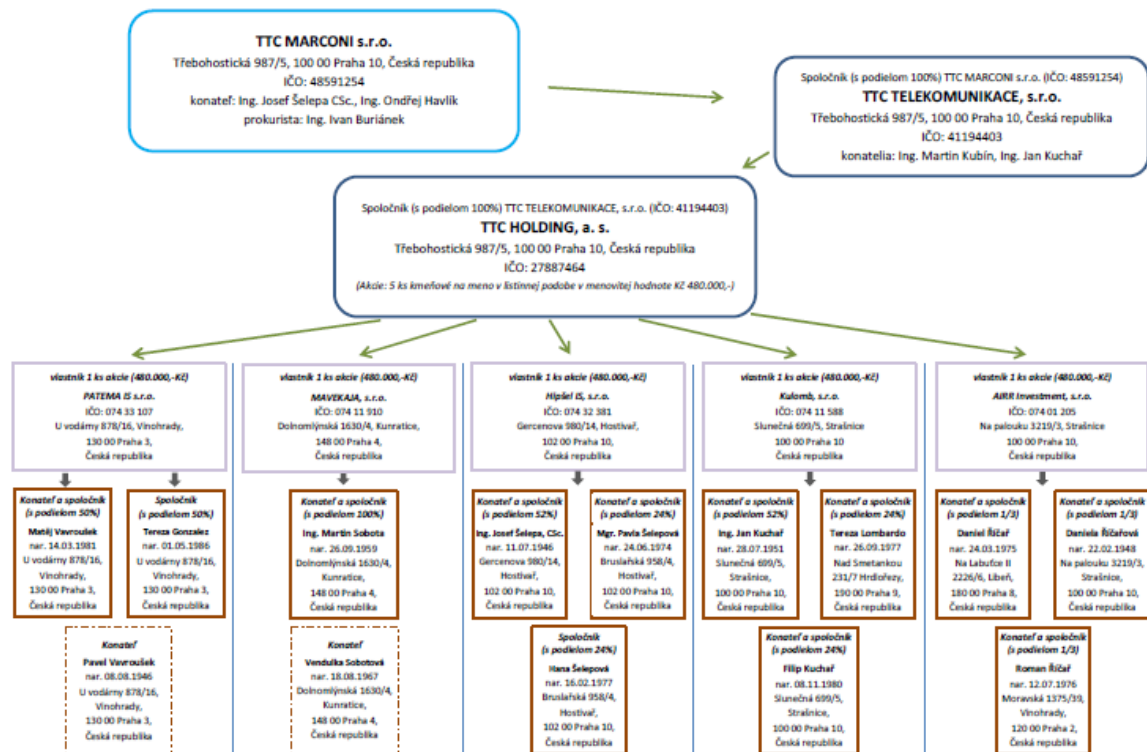 TTC MARCONI s.r.o.
Třebohostická 987/5, 100 00 Praha 10, Česká republika
IČO: 48591254
konateľ: Ing. Josef Šelepa CSc., Ing. Ondřej Havlík
prokurista: Ing. Ivan Buriánek
Spoločník (s podielom 100%) TTC MARCONI s.r.o. (IČO: 48591254)
TTC TELEKOMUNIKACE, s.r.o.
Třebohostická 987/5, 100 00 Praha 10, Česká republika
IČO: 41194403
konatelia: Ing. Martin Kubín, Ing. Jan Kuchař
Spoločník (s podielom 100%) TTC TELEKOMUNIKACE, s.r.o. (IČO: 41194403)
TTC HOLDING, a. s.
Třebohostická 987/5, 100 00 Praha 10, Česká republika
IČO: 27887464
(Akcie: 5 ks kmeňové na meno v listinnej podobe v menovitej hodnote Kč 480.000,-)
vlastník 1 ks akcie (480.000,-Kč)
PATEMA IS s.r.o.
IČO: 074 33 107
U vodárny 878/16, Vinohrady,
130 00 Praha 3,
Česká republika
vlastník 1 ks akcie (480.000,-Kč)
MAVEKAJA, s.r.o.
IČO: 074 11 910
Dolnomlýnská 1630/4, Kunratice,
148 00 Praha 4,
Česká republika
vlastník 1 ks akcie (480.000,-Kč)
Hipšel IS, s.r.o.
IČO: 074 32 381
Gercenova 980/14, Hostivař,
102 00 Praha 10,
Česká republika
vlastník 1 ks akcie (480.000,-Kč)
Kulomb, s.r.o.
IČO: 074 11 588
Slunečná 699/5, Strašnice
100 00 Praha 10
Česká republika
vlastník 1 ks akcie (480.000,-Kč)
AIRR Investment, s.r.o.
IČO: 074 01 205
Na palouku 3219/3, Strašnice
100 00 Praha 10,
Česká republika
Konateľ a spoločník
(s podielom 50%)
Matěj Vavroušek
nar. 14.03.1981
U vodárny 878/16,
Vinohrady,
130 00 Praha 3,
Česká republika
Spoločník
(s podielom 50%)
Tereza Gonzalez
nar. 01.05.1986
U vodárny 878/16,
Vinohrady,
130 00 Praha 3,
Česká republika
Konateľ a spoločník
(s podielom 100%)
Ing. Martin Sobota
nar. 26.09.1959
Dolnomlýnská 1630/4,
Kunratice,
148 00 Praha 4,
Česká republika
Konateľ a spoločník
(s podielom 52%)
Ing. Josef Šelepa, CSc.
nar. 11.07.1946
Gercenova 980/14,
Hostivař,
102 00 Praha 10,
Česká republika
Konateľ a spoločník
(s podielom 24%)
Mgr. Pavla Šelepová
nar. 24.06.1974
Bruslařská 958/4,
Hostivař,
102 00 Praha 10,
Česká republika
Konateľ a spoločník
(s podielom 52%)
Ing. Jan Kuchař
nar. 28.07.1951
Slunečná 699/5,
Strašnice,
100 00 Praha 10,
Česká republika
Konateľ a spoločník
(s podielom 24%)
Tereza Lombardo
nar. 26.09.1977
Nad Smetankou
231/7 Hrdlořezy,
190 00 Praha 9,
Česká republika
Konateľ a spoločník
(s podielom 1/3)
Daniel Říčař
nar. 24.03.1975
Na Labuťce II
2226/6, Libeň,
180 00 Praha 8,
Česká republika
Konateľ a spoločník
(s podielom 1/3)
Daniela Říčařová
nar. 22.02.1948
Na palouku 3219/3,
Strašnice,
100 00 Praha 10,
Česká republika
Konateľ
Pavel Vavroušek
nar. 08.08.1946
U vodárny 878/16,
Vinohrady,
130 00 Praha 3,
Česká republika
Konateľ
Vendulka Sobotová
nar. 18.08.1967
Dolnomlýnská 1630/4,
Kunratice,
148 00 Praha 4,
Česká republika
Spoločník
(s podielom 24%)
Hana Šelepová
nar. 16.02.1977
Bruslařská 958/4,
Hostivař,
102 00 Praha 10,
Česká republika
Konateľ a spoločník
(s podielom 24%)
Filip Kuchař
nar. 08.11.1980
Slunečná 699/5,
Strašnice,
100 00 Praha 10,
Česká republika
Konateľ a spoločník
(s podielom 1/3)
Roman Říčař
nar. 12.07.1976
Moravská 1375/39,
Vinohrady,
120 00 Praha 2,
Česká republika